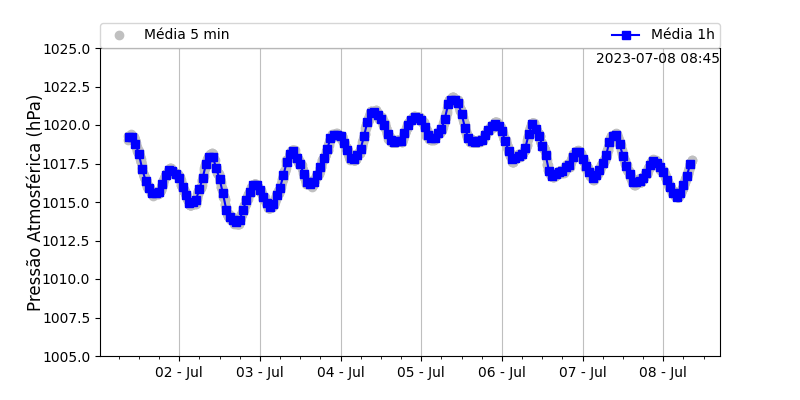 Média 5 min
Média 1h
2023-07-08 08:45
Pressão Atmosférica (hPa)
1025.0
1022.5
1020.0
1017.5
1015.0
1012.5
1010.0
1007.5
1005.0
02 - Jul
03 - Jul
04 - Jul
05 - Jul
06 - Jul
07 - Jul
08 - Jul